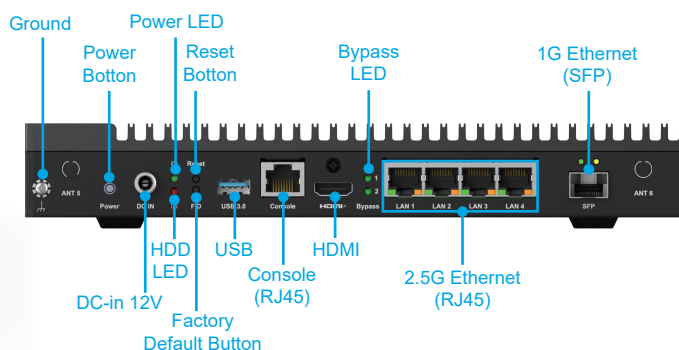 Ground
Power LED
Power
Botton
Reset
Botton
Bypass
LED
1G Ethernet
(SFP)
Reset
ANT 5
Power
DC IN
F/D
USB 3.0
Console
HDMI
1
2
Bypass
LAN 1
LAN 2
LAN 3
LAN 4
SFP
ANT 6
HDD
LED
USB
HDMI
Console
(RJ45)
2.5G Ethernet
(RJ45)
DC-in 12V
Factory
Default Button